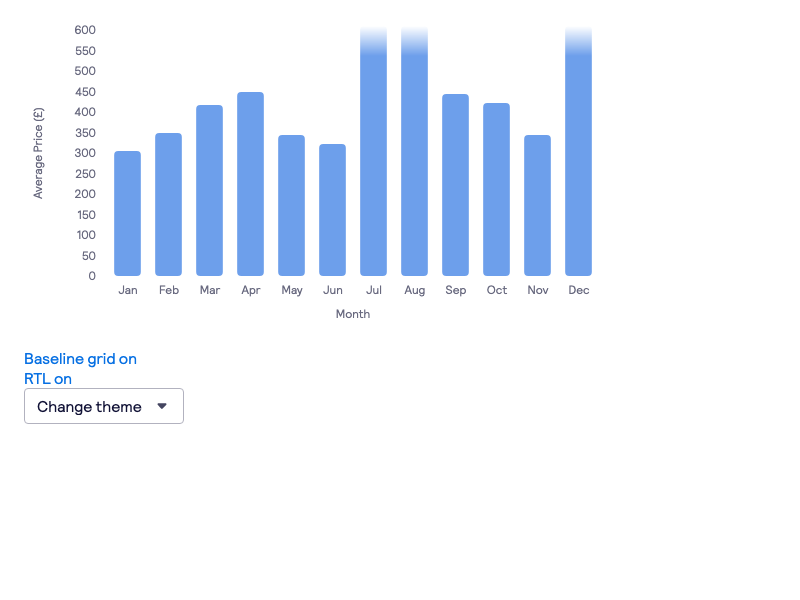 600
550
500
450
400
350
300
250
200
150
100
50
0
Average Price (£)
Jan Feb Mar Apr May Jun Jul Aug Sep Oct Nov Dec
Month
Baseline grid on
RTL on
Change theme